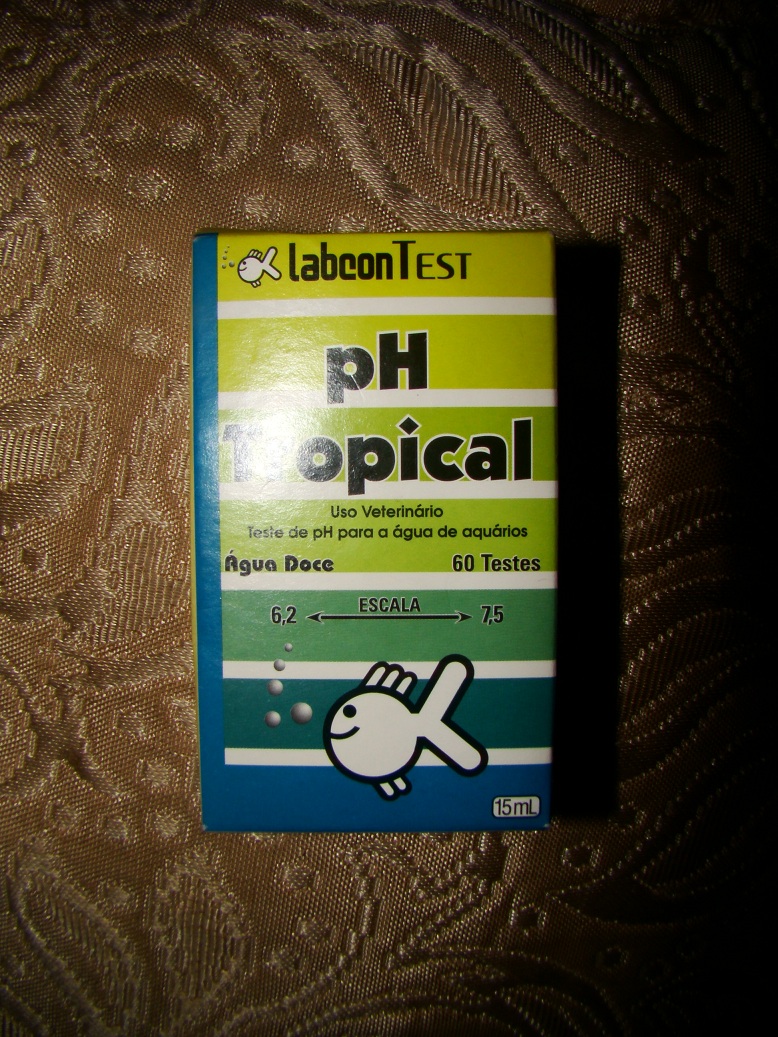 labconTEST
pH
Tropical
Uso Veterinário
Teste de pH para a água de aquários
Água Doce 60 Testes
ESCALA
6,2 7,5
15mL